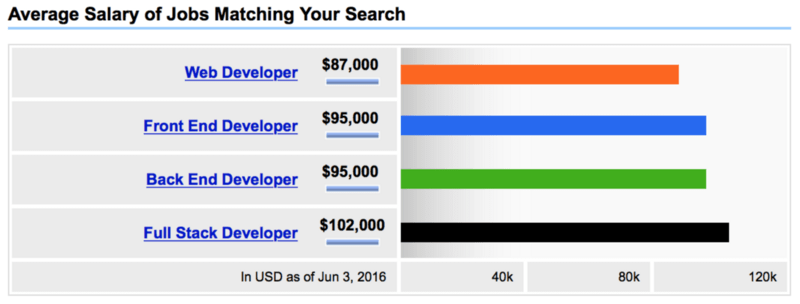 Average Salary of Jobs Matching Your Search
Web Developer $87,000
Front End Developer $95,000
Back End Developer $95,000
Full Stack Developer $102,000
In USD as of Jun 3, 2016 40k 80k 120k